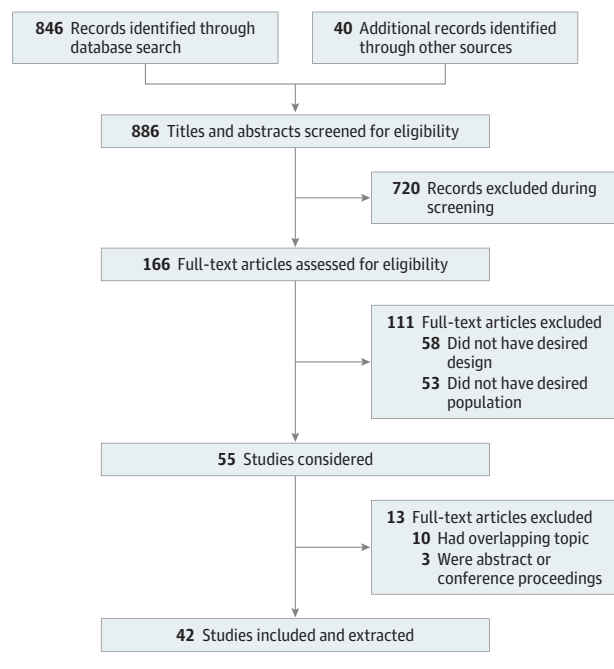 846 Records identified through
database search
40 Additional records identified
through other sources
886 Titles and abstracts screened for eligibility
720 Records excluded during
screening
166 Full-text articles assessed for eligibility
111 Full-text articles excluded
58 Did not have desired
design
53 Did not have desired
population
55 Studies considered
13 Full-text articles excluded
10 Had overlapping topic
3 Were abstract or
conference proceedings
42 Studies included and extracted